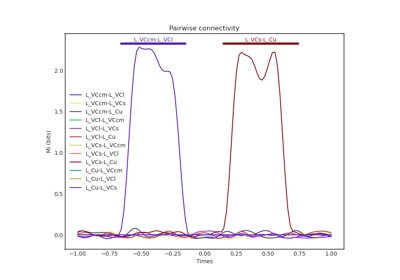 Pairwise connectivity
L_VCcm-L_VCl
L_VCs-L_Cu
2.0
1.5
1.0
0.5
0.0
MI (bits)
L_VCcm-L_VCl
L_VCcm-L_VCs
L_VCcm-L_Cu
L_VCl-L_VCcm
L_VCl-L_VCs
L_VCl-L_Cu
L_VCs-L_VCcm
L_VCs-L_VCl
L_VCs-L_Cu
L_Cu-L_VCcm
L_Cu-L_VCl
L_Cu-L_VCs
−1.00 −0.75 −0.50 −0.25 0.00 0.25 0.50 0.75 1.00
Times